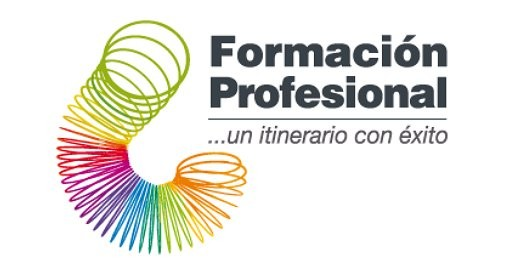 Formación
Profesional
...un itinerario con éxito